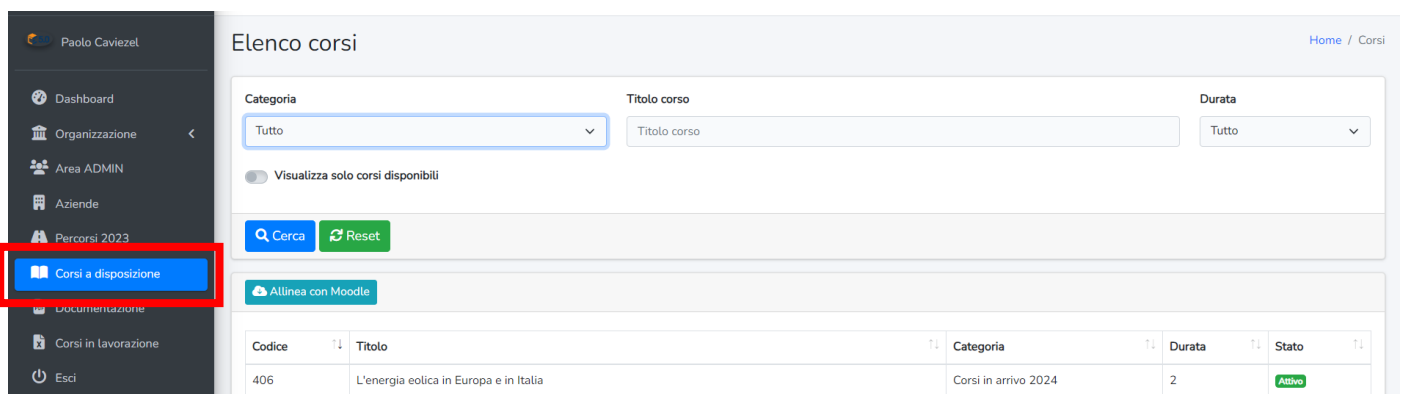 Paolo Caviezel
Dashboard
Organizzazione
Area ADMIN
Aziende
Percorsi 2023
Corsi a disposizione
Documentazione
Corsi in lavorazione
Esci
Elenco corsi
Home / Corsi
Categoria
Titolo corso
Durata
Tutto
Titolo corso
Tutto
Visualizza solo corsi disponibili
Cerca
Reset
Allinea con Moodle
Codice
Titolo
Categoria
Durata
Stato
406
L'energia eolica in Europa e in Italia
Corsi in arrivo 2024
2
Attivo